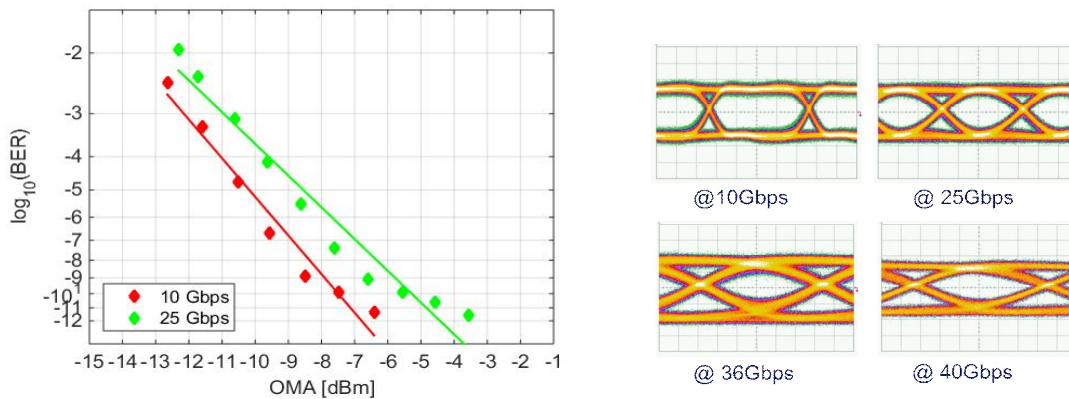 log10(BER)
-2
-3
-4
-5
-6
-7
-8
-9
-10
-11
-12
10 Gbps
25 Gbps
-15 -14 -13 -12 -11 -10 -9 -8 -7 -6 -5 -4 -3 -2 -1
OMA [dBm]
@10Gbps
@ 25Gbps
@ 36Gbps
@ 40Gbps